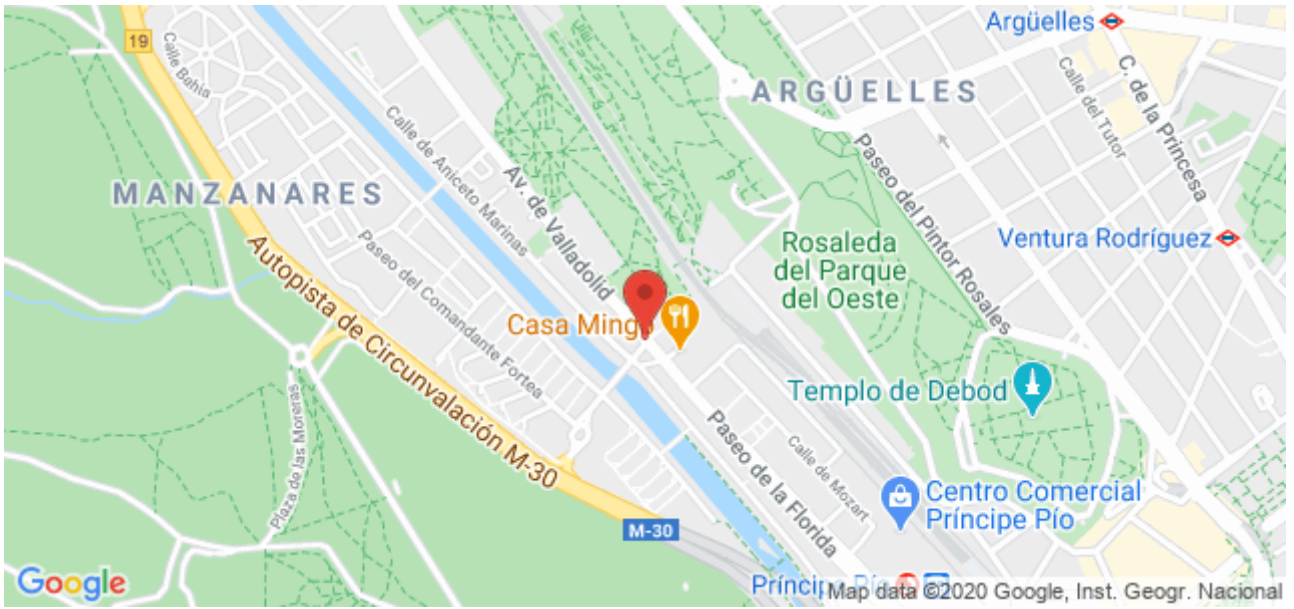 19
Calle Bahía
Argüelles
ARGÜELLES
C. de la Princesa
Calle del Tutor
Calle de Aniceto Marinas
Av. de Valladolid
Paseo del Pintor Rosales
MANZANARES
Ventura Rodríguez
Paseo del Comandante Fortea
Autopista de Circunvalación M-30
Rosaleda
del Parque
del Oeste
Casa Mingo
Templo de Debod
Plaza de las Moreras
Paseo de la Florida
Calle de Mozart
Centro Comercial
Príncipe Pío
M-30
Google
Príncipe Pío
Map data ©2020 Google, Inst. Geogr. Nacional